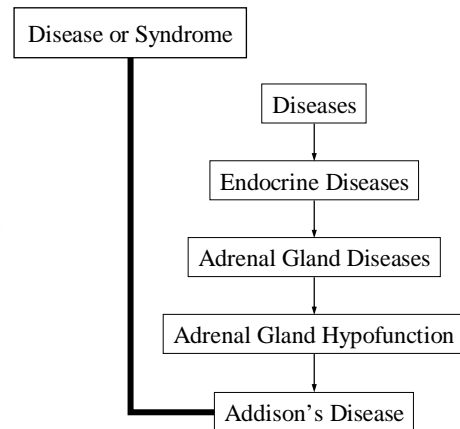 Disease or Syndrome
Diseases
Endocrine Diseases
Adrenal Gland Diseases
Adrenal Gland Hypofunction
Addison’s Disease